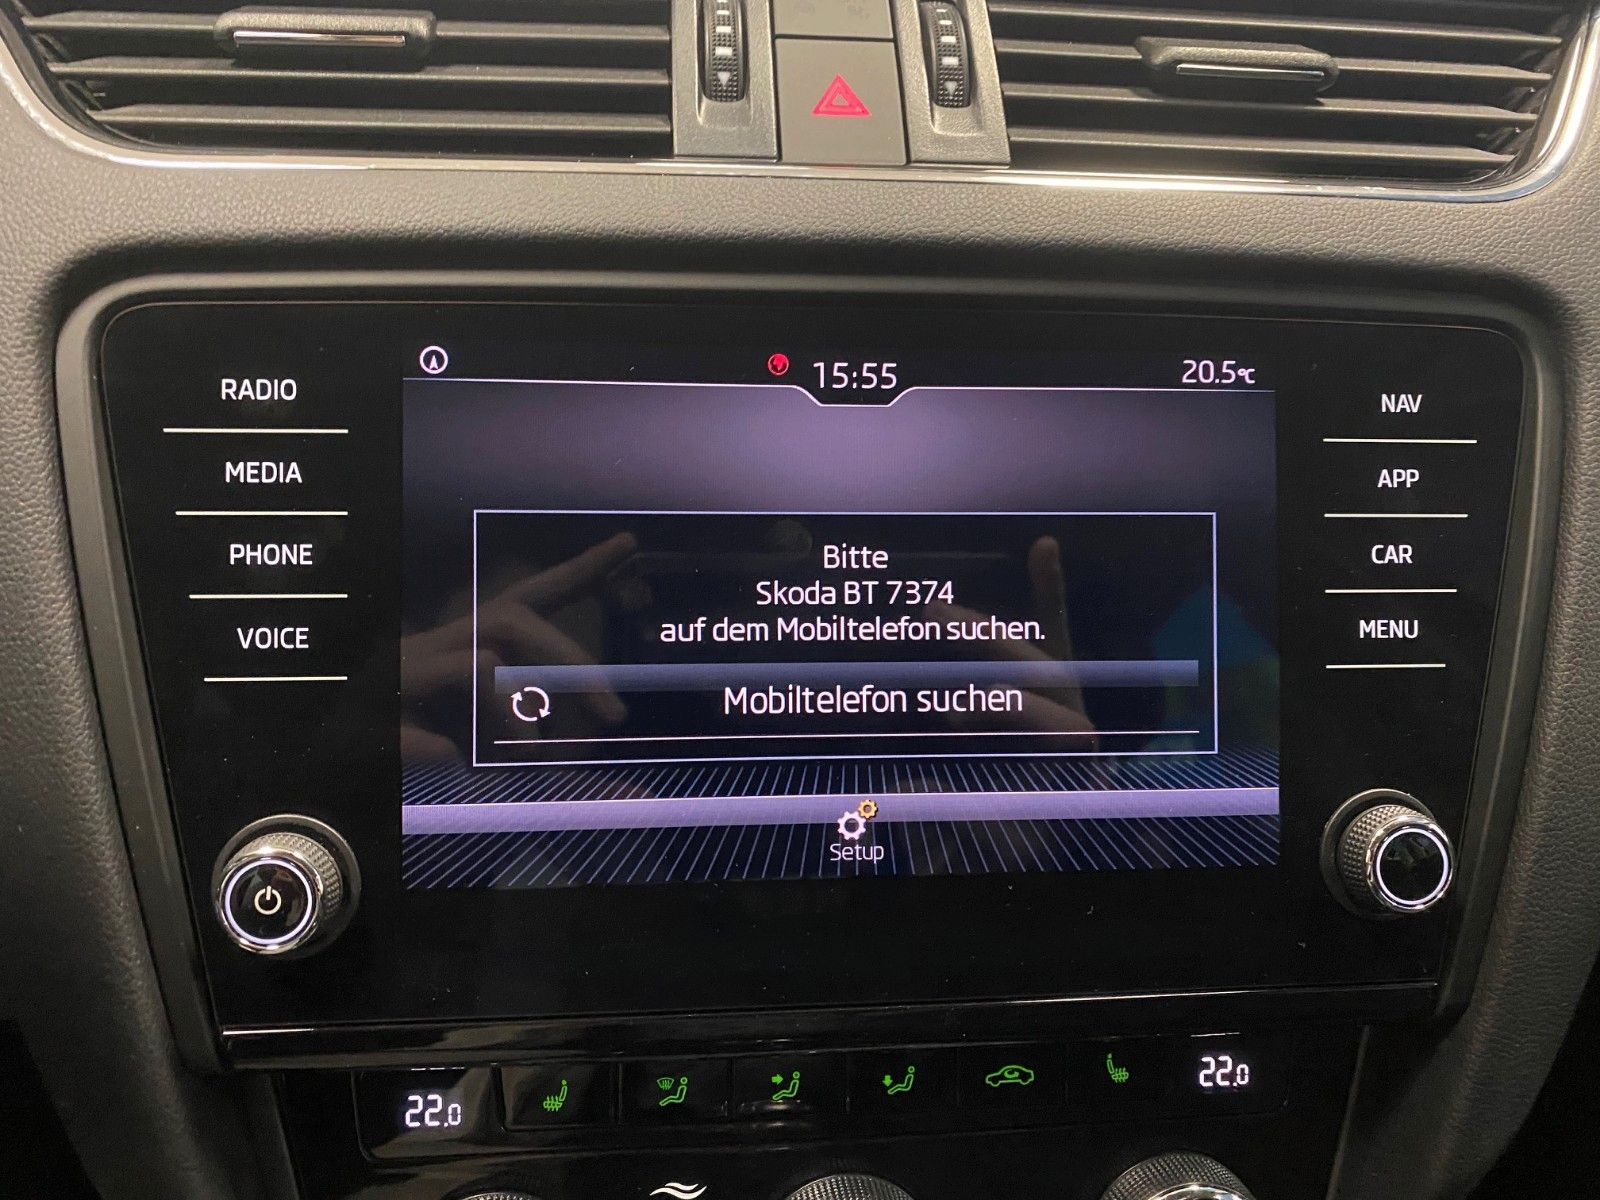 15:55
20.5°C
RADIO
MEDIA
PHONE
VOICE
NAV
APP
CAR
MENU
Bitte
Skoda BT 7374
auf dem Mobiltelefon suchen.
Mobiltelefon suchen
Setup
22.0
22.0